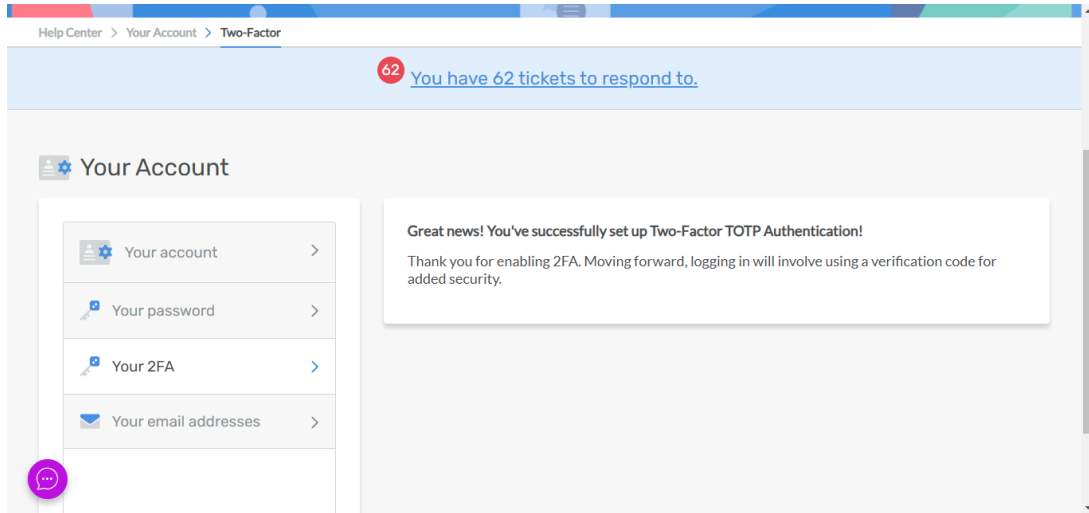 Help Center > Your Account > Two-Factor
62 You have 62 tickets to respond to.
Your Account
Your account
Your password
Your 2FA
Your email addresses
Great news! You've successfully set up Two-Factor TOTP Authentication!
Thank you for enabling 2FA. Moving forward, logging in will involve using a verification code for
added security.